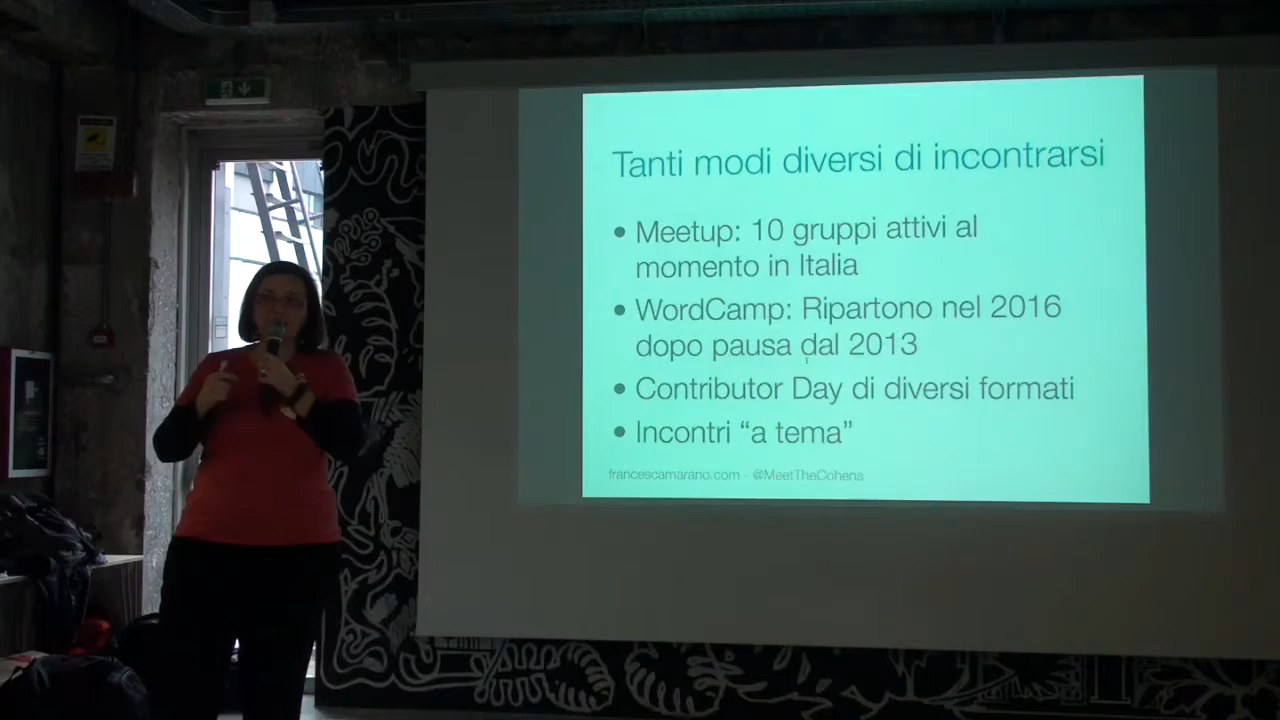 Tanti modi diversi di incontrarsi
• Meetup: 10 gruppi attivi al
momento in Italia
• WordCamp: Ripartono nel 2016
dopo pausa dal 2013
• Contributor Day di diversi formati
• Incontri “a tema”
francescamarano.com - @MeetTheCohens